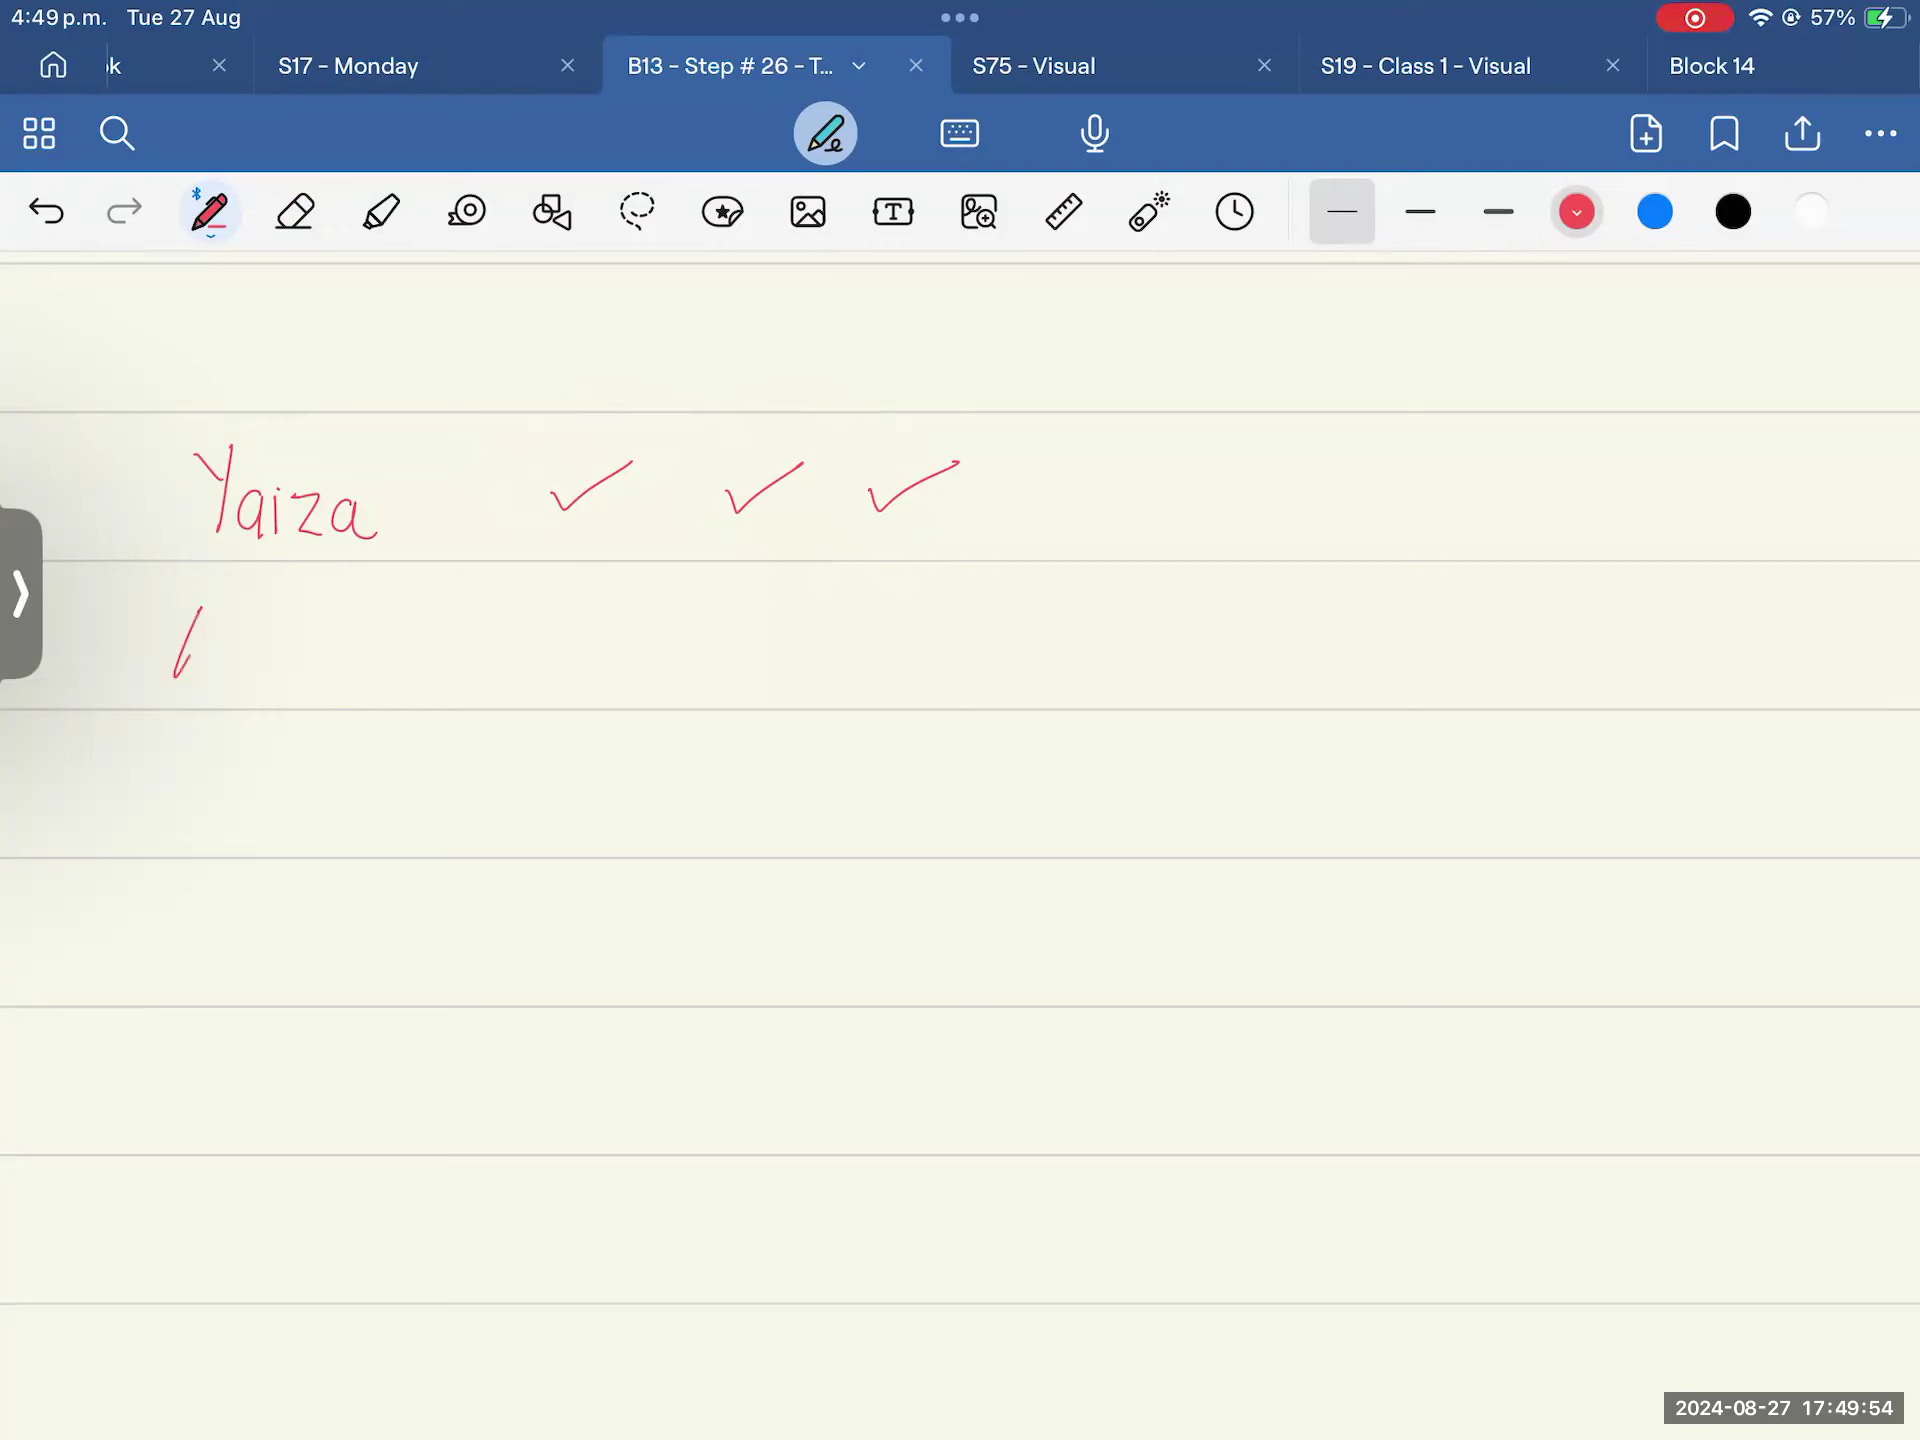 4:49 p.m. Tue 27 Aug
57%
ok
S17 - Monday
B13 - Step # 26 - T...
S75 - Visual
S19 - Class 1 - Visual
Block 14
Yaiza ✓ ✓ ✓
2024-08-27 17:49:54